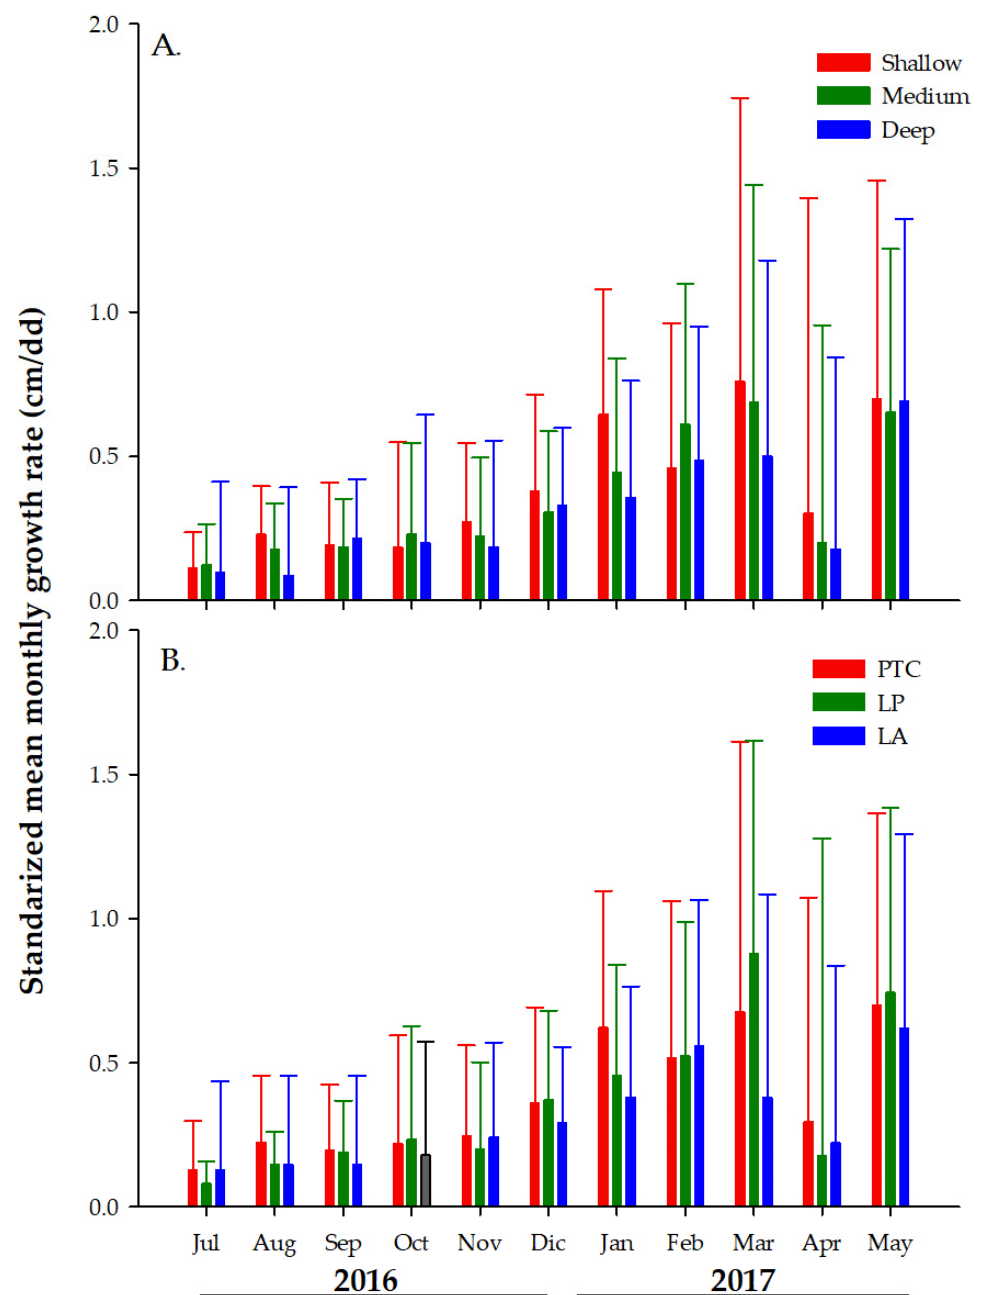 A.
Shallow
Medium
Deep
2.0
1.5
1.0
0.5
0.0
Standarized mean monthly growth rate (cm/dd)
B.
PTC
LP
LA
2.0
1.5
1.0
0.5
0.0
Jul Aug Sep Oct Nov Dic Jan Feb Mar Apr May
2016 2017